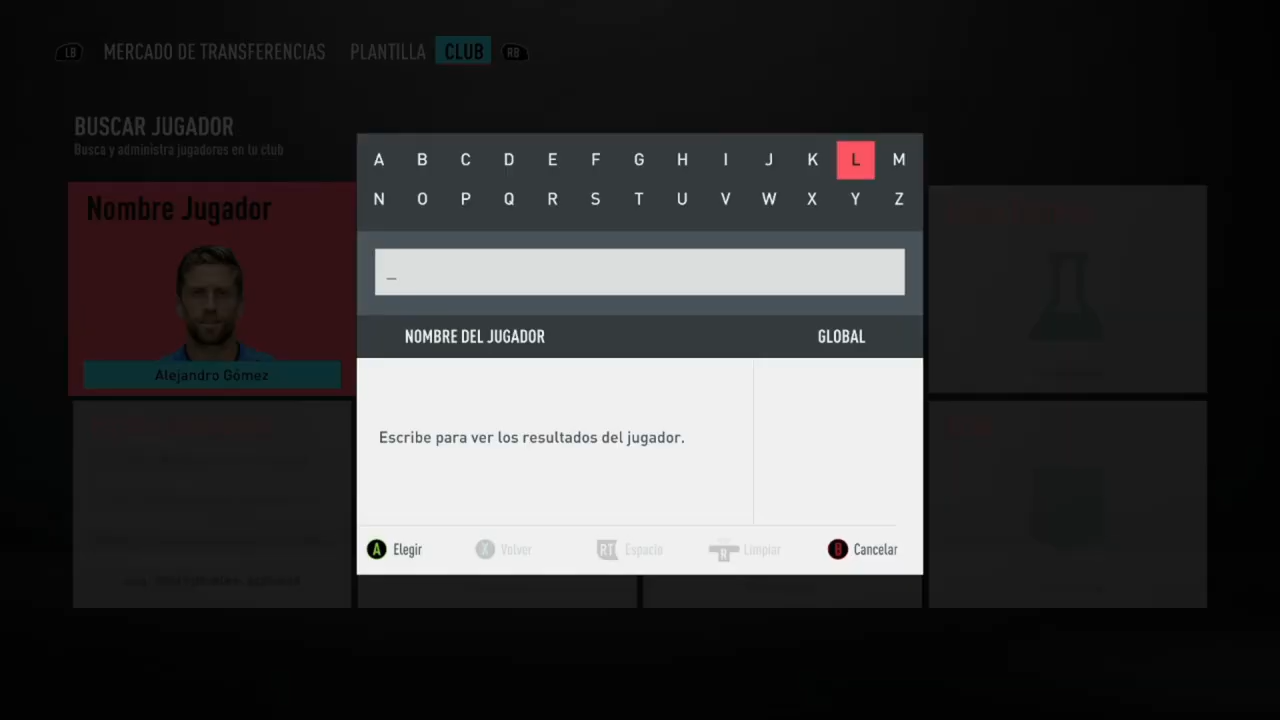 LB MERCADO DE TRANSFERENCIAS PLANTILLA CLUB RB
BUSCAR JUGADOR
Busca y administra jugadores en tu club
Nombre Jugador
Alejandro Gómez
A B C D E F G H I J K L M
N O P Q R S T U V W X Y Z
_
NOMBRE DEL JUGADOR GLOBAL
Escribe para ver los resultados del jugador.
A Elegir X Volver RT Espacio R Limpiar B Cancelar